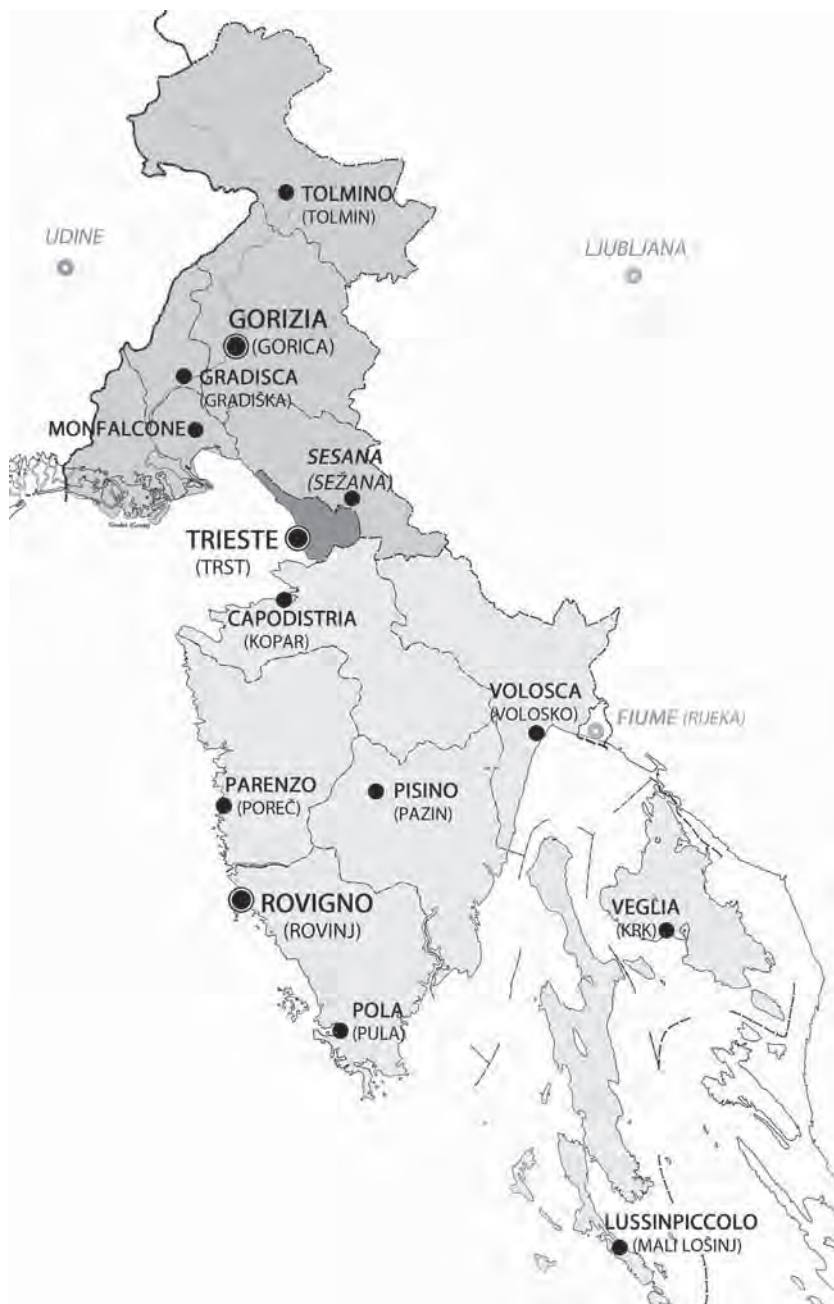 TOLMINO
(TOLMIN)
UDINE
LJUBLJANA
GORIZIA
(GORICA)
GRADISCA
(GRADIŠKA)
MONFALCONE
SESANA
(SEŽANA)
TRIESTE
(TRST)
CAPODISTRIA
(KOPAR)
VOLOSCA
(VOLOSKO)
FIUME (RIJEKA)
PARENZO
(POREČ)
PISINO
(PAZIN)
ROVIGNO
(ROVINJ)
VEGLIA
(KRK)
POLA
(PULA)
LUSSINPICCOLO
(MALI LOŠINJ)